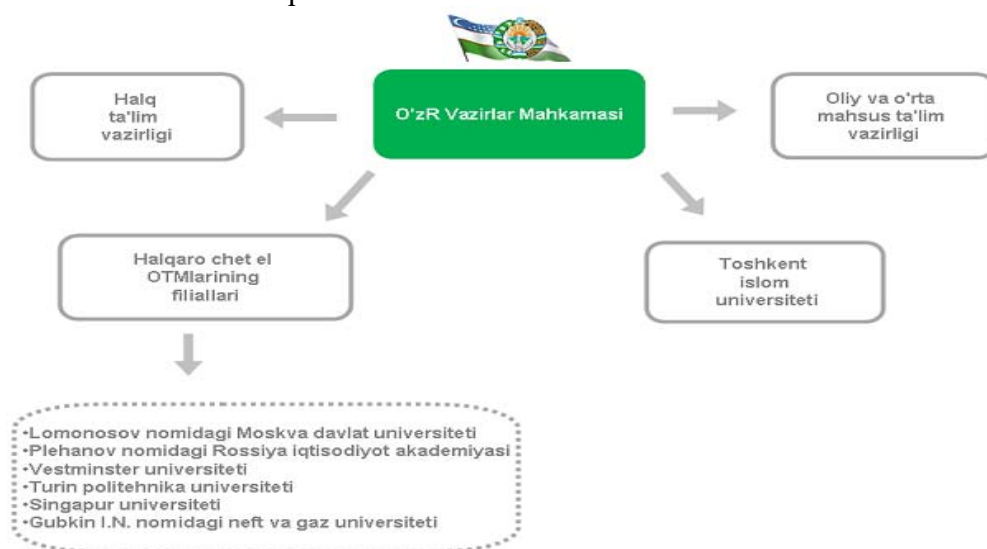 O'zR Vazirlar Mahkamasi
Halq
ta'lim
vazirligi
Oliy va o'rta
mahsus ta'lim
vazirligi
Halqaro chet el
OTMlarining
filiallari
Toshkent
islom
universiteti
•Lomonosov nomidagi Moskva davlat universiteti
•Plehanov nomidagi Rossiya iqtisodiyot akademiyasi
•Vestminster universiteti
•Turin politehnika universiteti
•Singapur universiteti
•Gubkin I.N. nomidagi neft va gaz universiteti